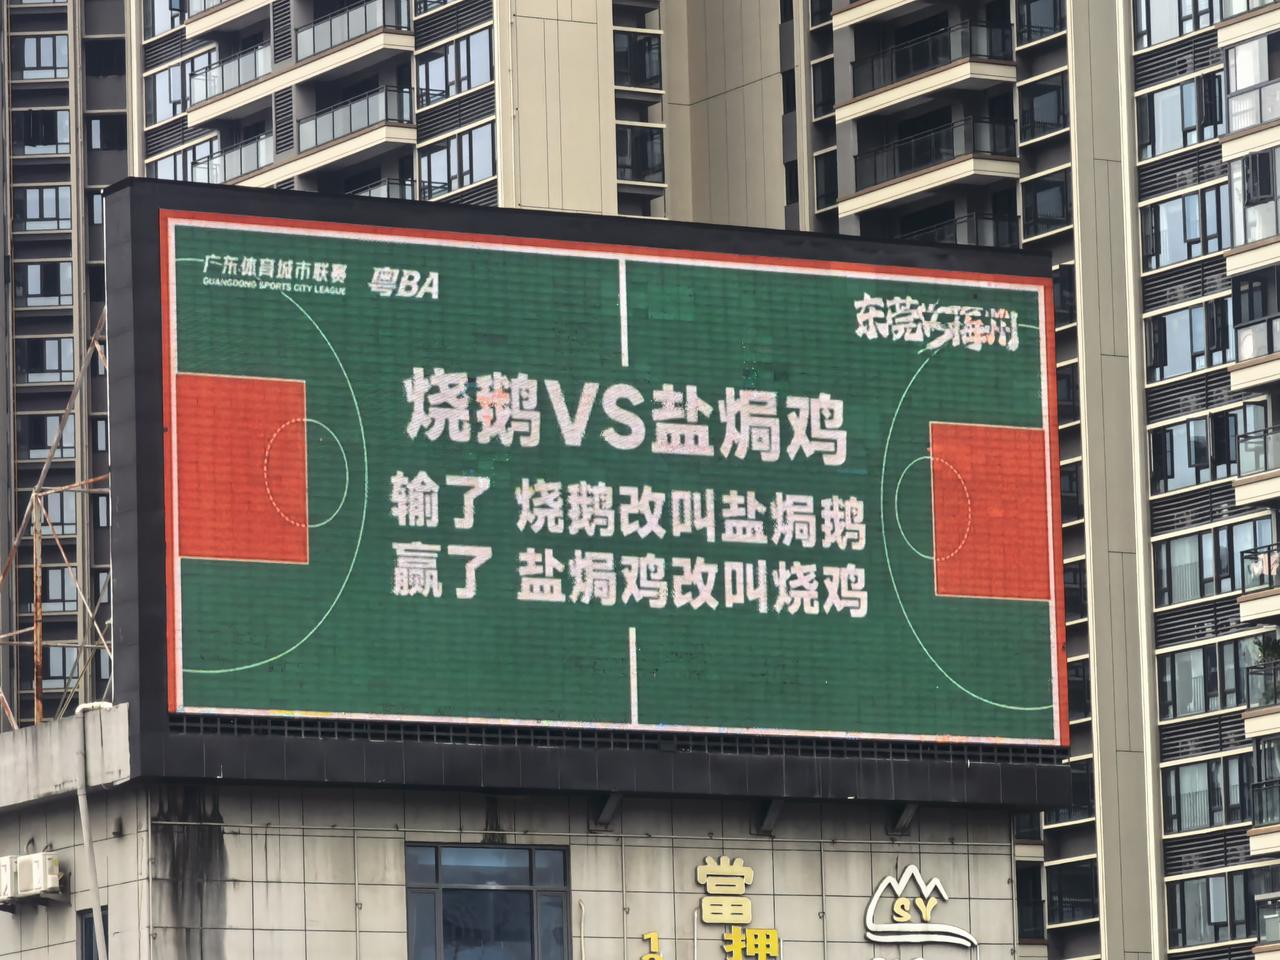 广东体育城市联赛 粤BA
GUANGDONG SPORTS CITY LEAGUE
东莞VS梅州
烧鹅VS盐焗鸡
输了 烧鹅改叫盐焗鹅
赢了 盐焗鸡改叫烧鸡
當
押
SY